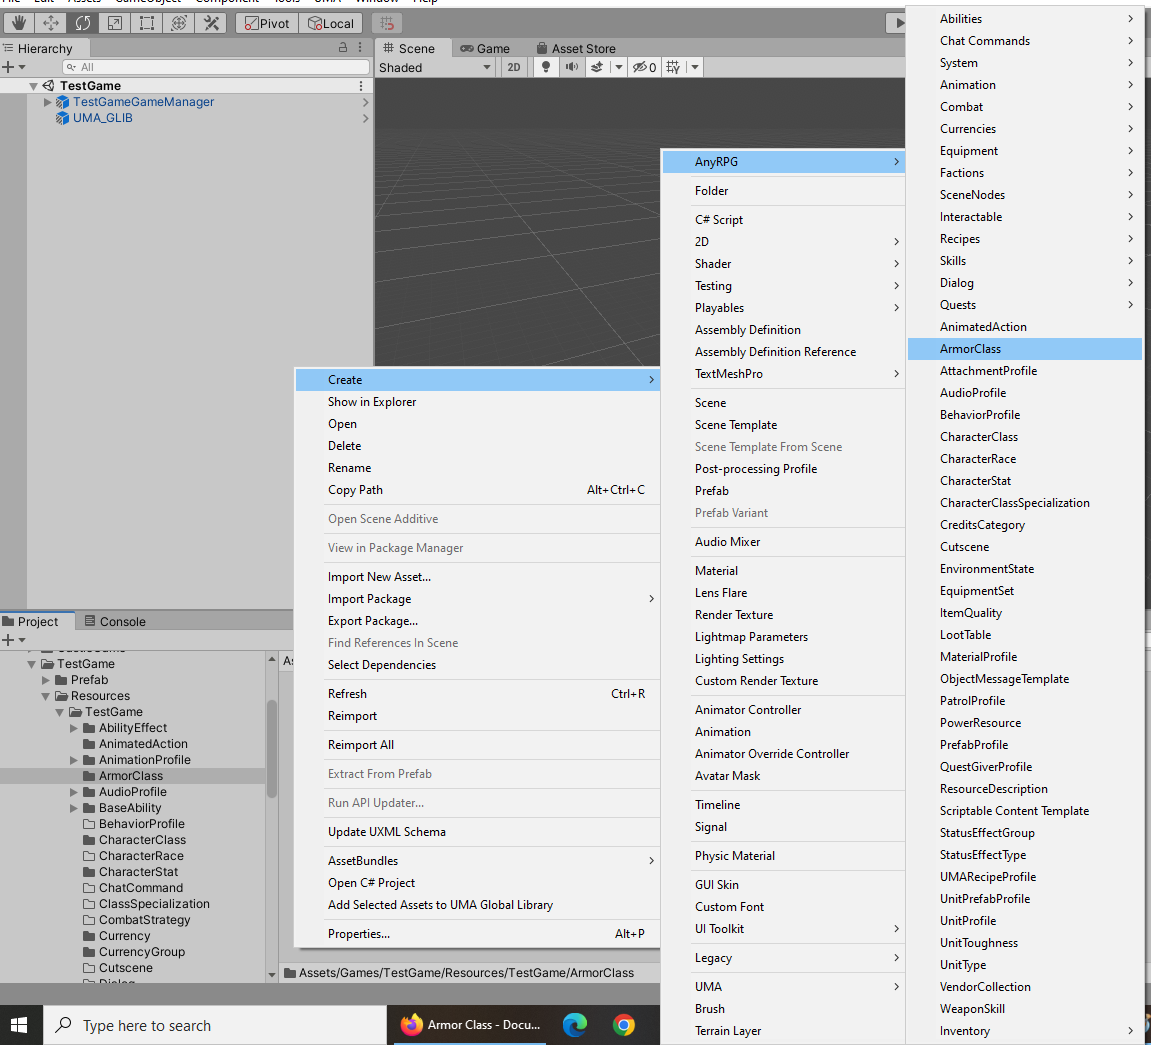 File Edit Assets GameObject Component Tools UMA Window Help
Pivot
Local
Hierarchy
All
TestGame
TestGameGameManager
UMA_GLIB
Scene
Game
Asset Store
Shaded
2D
0
Create
Show in Explorer
Open
Delete
Rename
Copy Path Alt+Ctrl+C
Open Scene Additive
View in Package Manager
Import New Asset...
Import Package
Export Package...
Find References In Scene
Select Dependencies
Refresh Ctrl+R
Reimport
Reimport All
Extract From Prefab
Run API Updater...
Update UXML Schema
AssetBundles
Open C# Project
Add Selected Assets to UMA Global Library
Properties... Alt+P
AnyRPG
Folder
C# Script
2D
Shader
Testing
Playables
Assembly Definition
Assembly Definition Reference
TextMeshPro
Scene
Scene Template
Scene Template From Scene
Post-processing Profile
Prefab
Prefab Variant
Audio Mixer
Material
Lens Flare
Render Texture
Lightmap Parameters
Lighting Settings
Custom Render Texture
Animator Controller
Animation
Animator Override Controller
Avatar Mask
Timeline
Signal
Physic Material
GUI Skin
Custom Font
UI Toolkit
Legacy
UMA
Brush
Terrain Layer
Abilities
Chat Commands
System
Animation
Combat
Currencies
Equipment
Factions
SceneNodes
Interactable
Recipes
Skills
Dialog
Quests
AnimatedAction
ArmorClass
AttachmentProfile
AudioProfile
BehaviorProfile
CharacterClass
CharacterRace
CharacterStat
CharacterClassSpecialization
CreditsCategory
Cutscene
EnvironmentState
EquipmentSet
ItemQuality
LootTable
MaterialProfile
ObjectMessageTemplate
PatrolProfile
PowerResource
PrefabProfile
QuestGiverProfile
ResourceDescription
Scriptable Content Template
StatusEffectGroup
StatusEffectType
UMARecipeProfile
UnitPrefabProfile
UnitProfile
UnitToughness
UnitType
VendorCollection
WeaponSkill
Inventory
Project
Console
TestGame
Prefab
Resources
TestGame
AbilityEffect
AnimatedAction
AnimationProfile
ArmorClass
AudioProfile
BaseAbility
BehaviorProfile
CharacterClass
CharacterRace
CharacterStat
ChatCommand
ClassSpecialization
CombatStrategy
Currency
CurrencyGroup
Cutscene
Dialog
Assets/Games/TestGame/Resources/TestGame/ArmorClass
Type here to search
Armor Class - Docu...